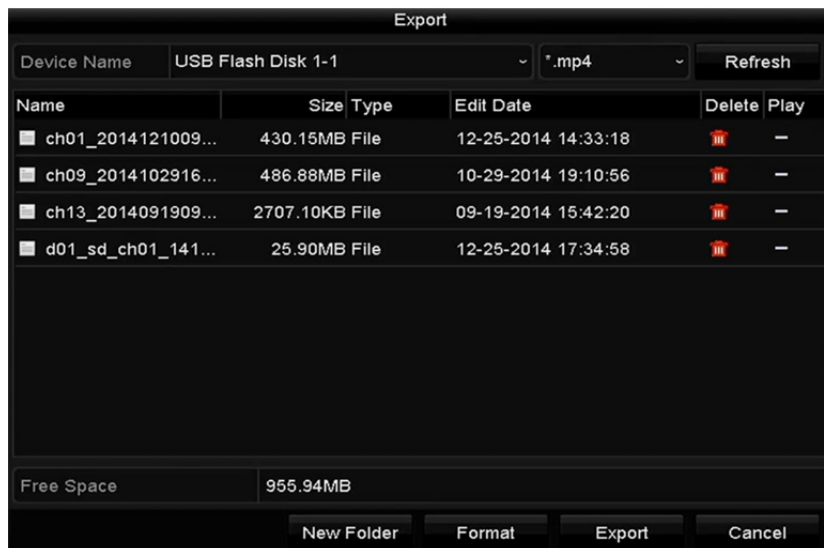 Export
Device Name USB Flash Disk 1-1 *.mp4 Refresh
Name Size Type Edit Date Delete Play
ch01_2014121009... 430.15MB File 12-25-2014 14:33:18
ch09_2014102916... 486.88MB File 10-29-2014 19:10:56
ch13_2014091909... 2707.10KB File 09-19-2014 15:42:20
d01_sd_ch01_141... 25.90MB File 12-25-2014 17:34:58
Free Space 955.94MB
New Folder Format Export Cancel